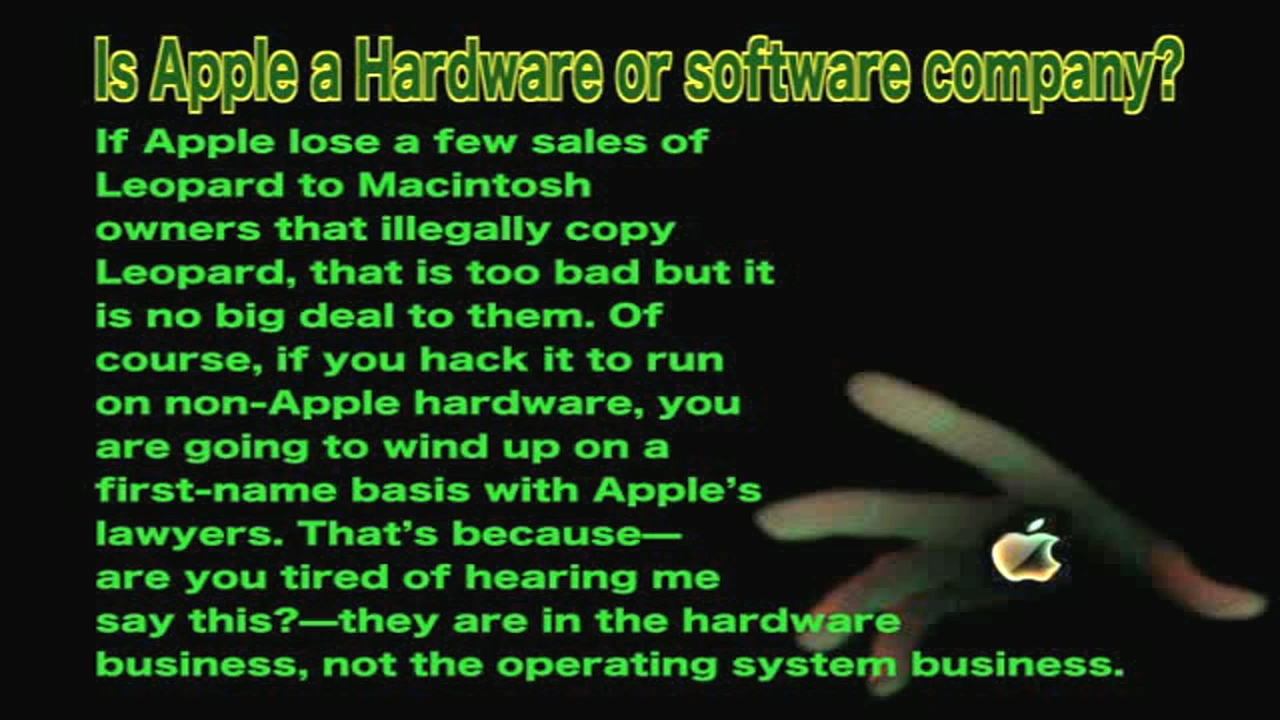 Is Apple a Hardware or software company?
If Apple lose a few sales of
Leopard to Macintosh
owners that illegally copy
Leopard, that is too bad but it
is no big deal to them. Of
course, if you hack it to run
on non-Apple hardware, you
are going to wind up on a
first-name basis with Apple’s
lawyers. That’s because—
are you tired of hearing me
say this?—they are in the hardware
business, not the operating system business.